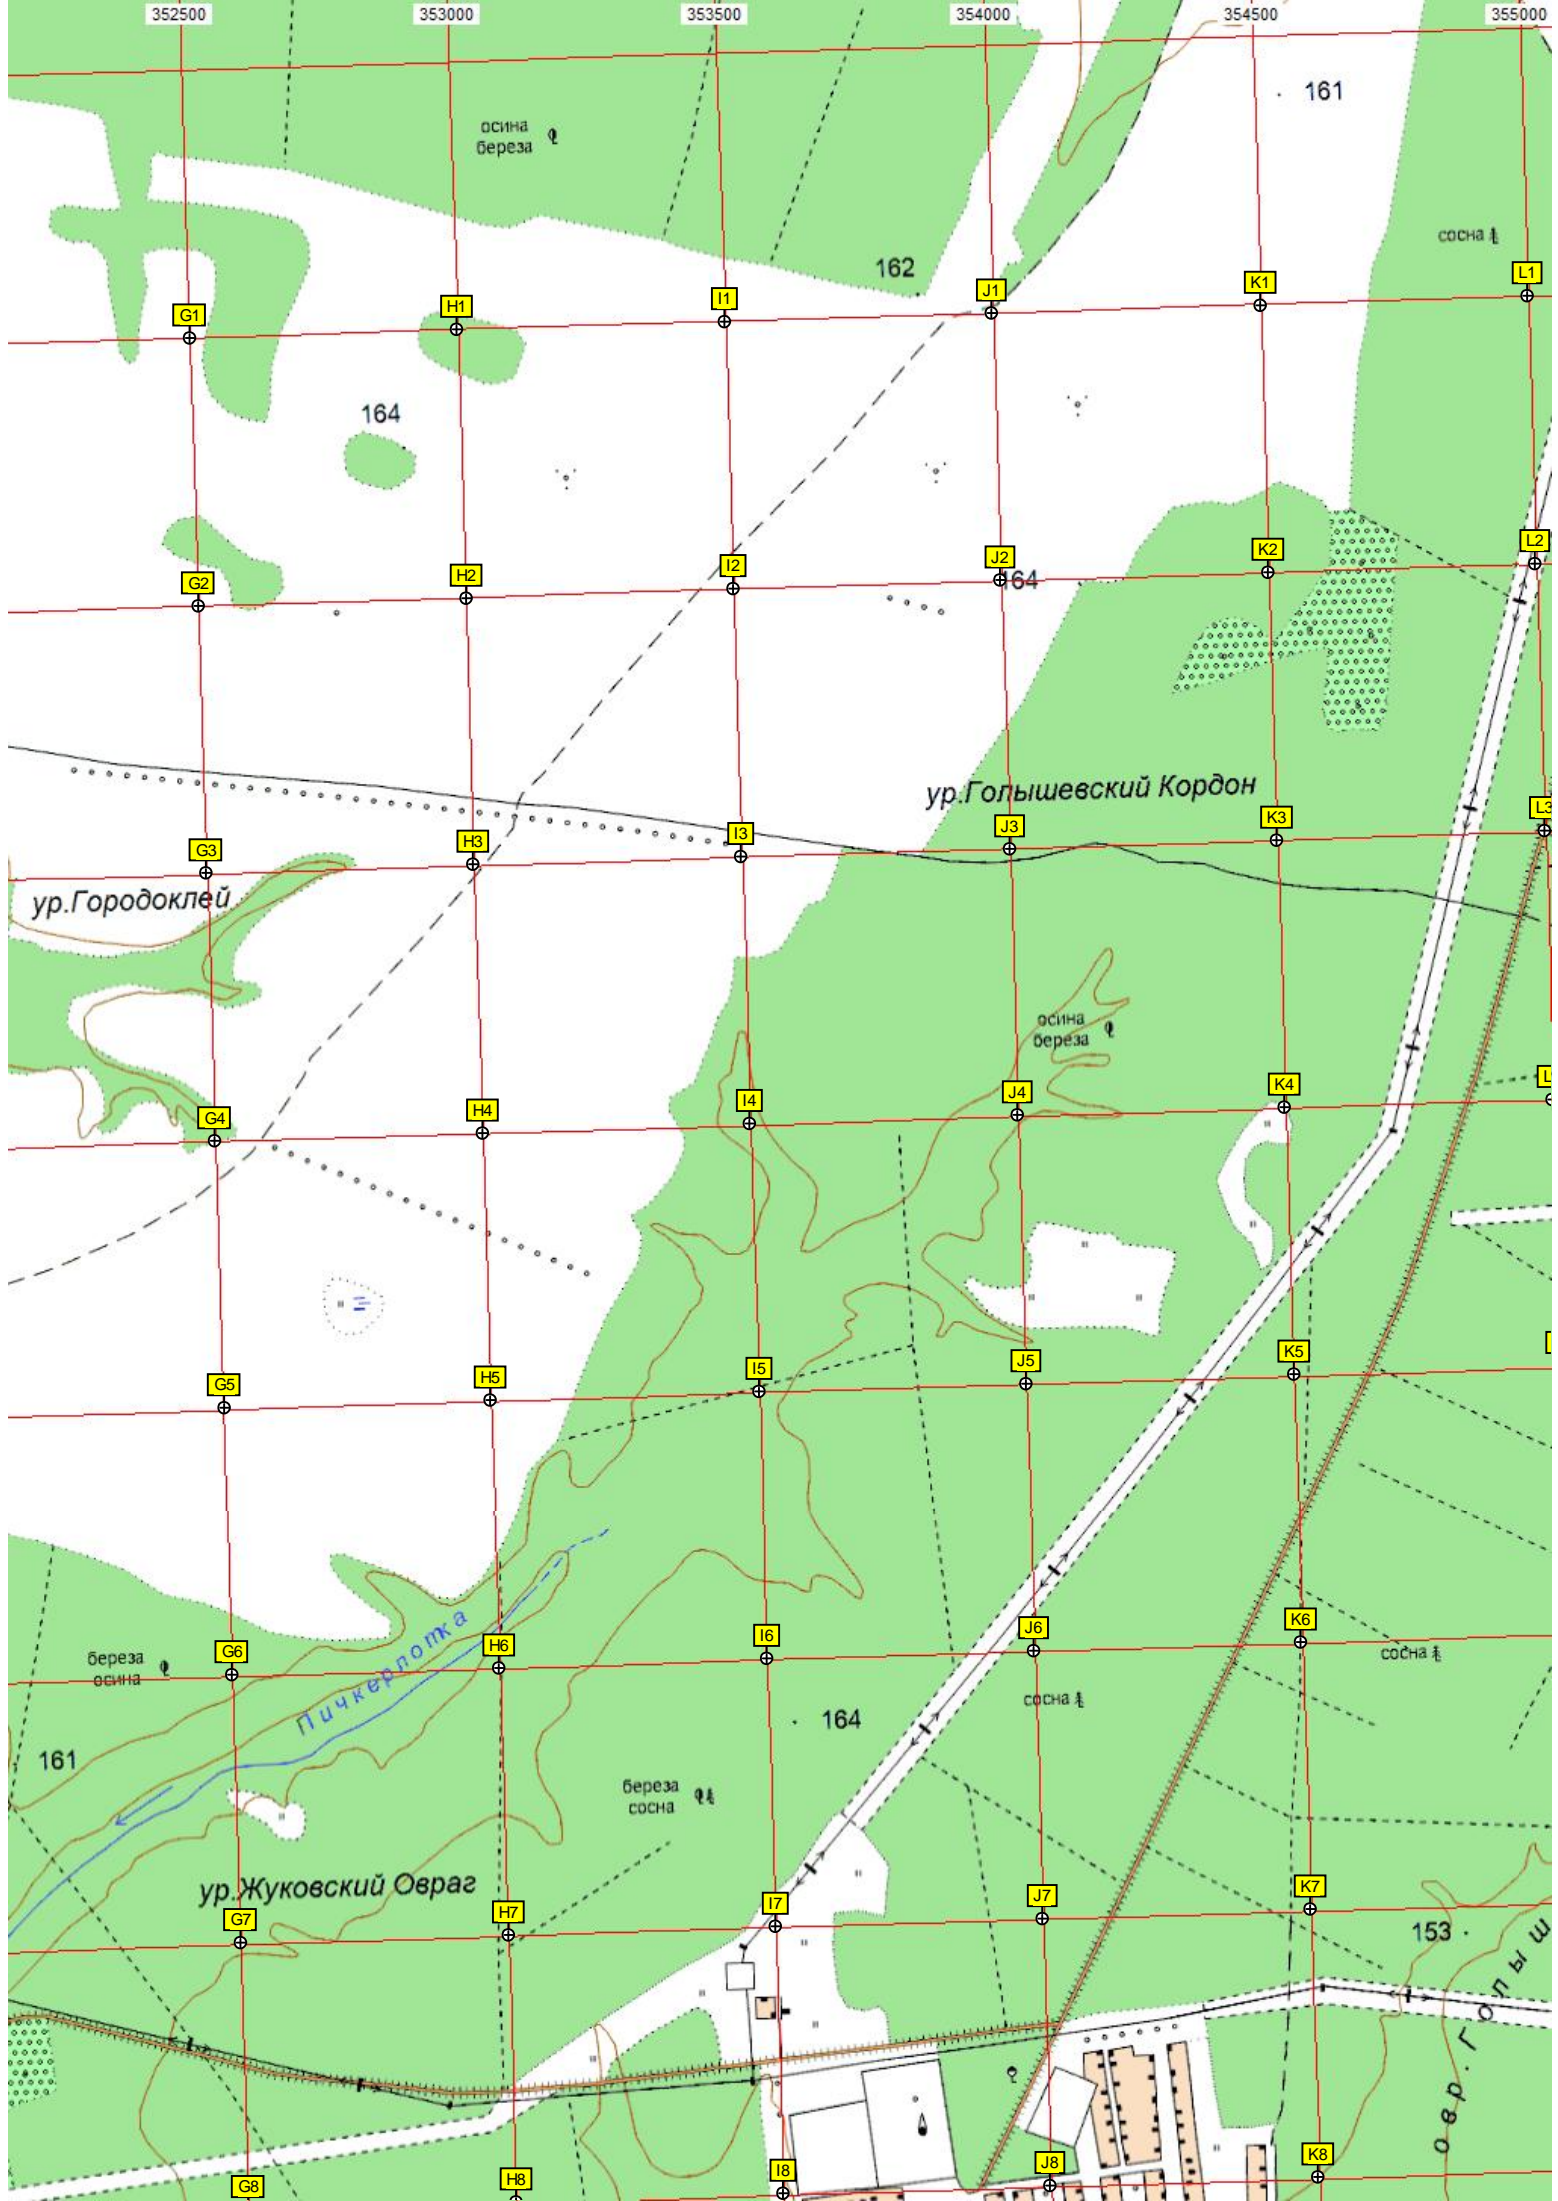 352500 353000 353500 354000 354500 355000
161
осина
береза
сосна
162
G1 H1 I1 J1 K1 L1
164
G2 H2 I2 J2 K2 L2
164
ур.Голышевский Кордон
G3 H3 I3 J3 K3 L3
ур.Городоклей
осина
береза
G4 H4 I4 J4 K4
G5 H5 I5 J5 K5
Пичкерлотка
G6 H6 I6 J6 K6
береза
осина
сосна
сосна
164
161
береза
сосна
ур.Жуковский Овраг
G7 H7 I7 J7 K7
153
овр. Голыш
G8 H8 I8 J8 K8